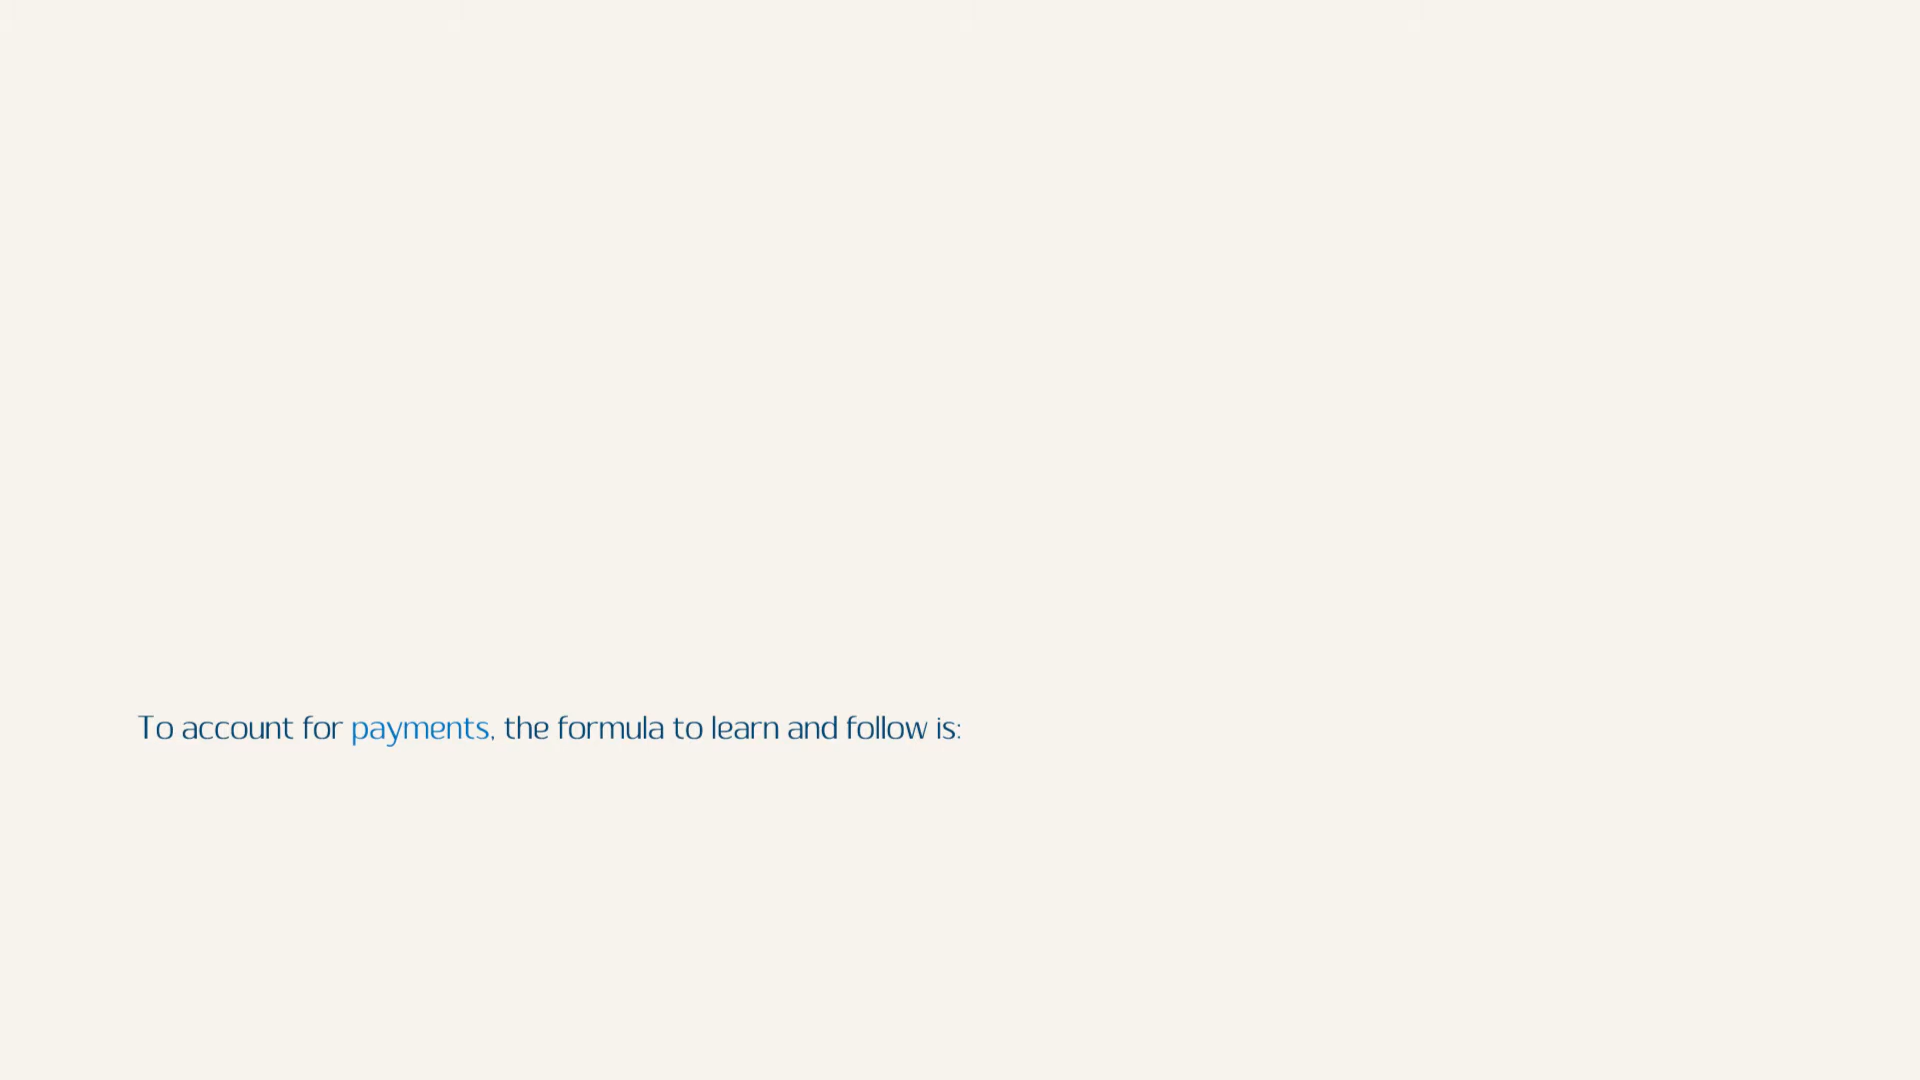 To account for payments, the formula to learn and follow is: